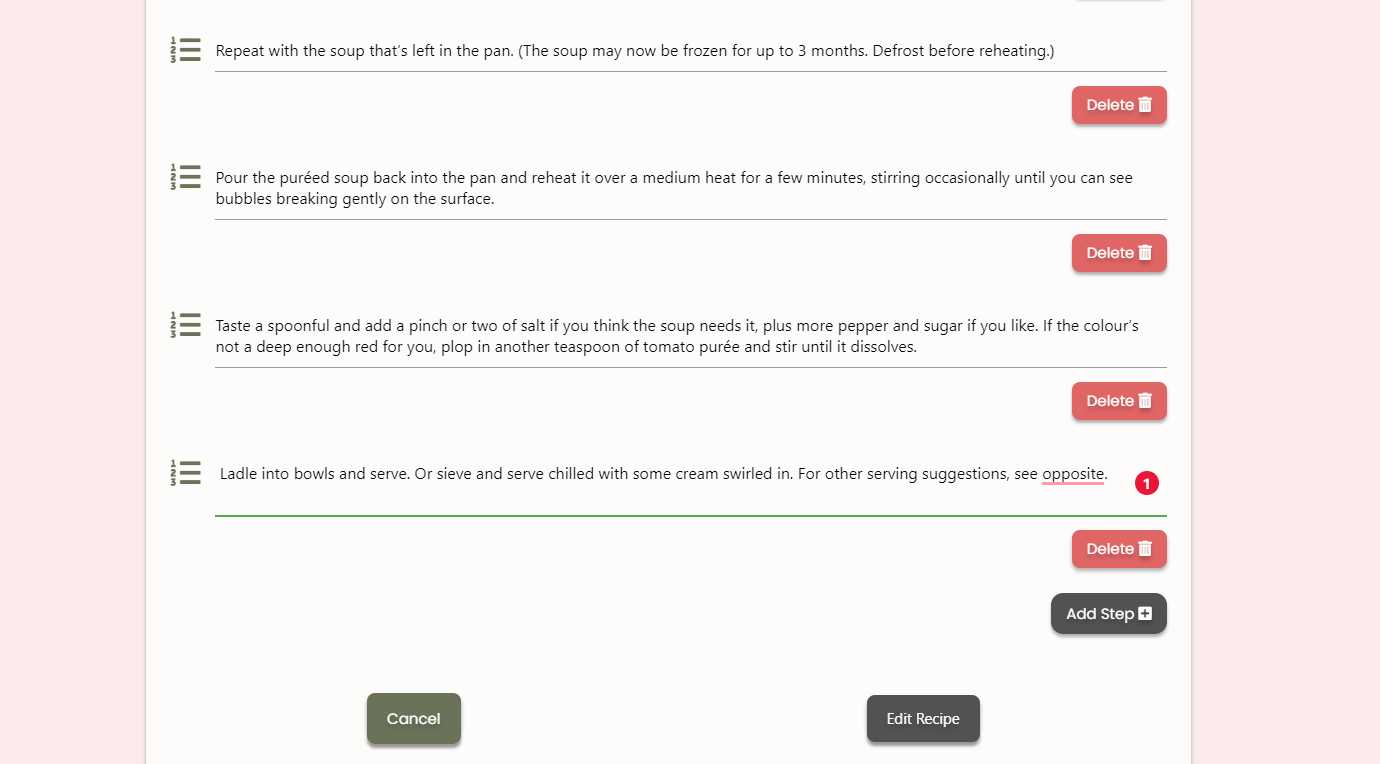 Repeat with the soup that’s left in the pan. (The soup may now be frozen for up to 3 months. Defrost before reheating.)
Delete
Pour the puréed soup back into the pan and reheat it over a medium heat for a few minutes, stirring occasionally until you can see
bubbles breaking gently on the surface.
Delete
Taste a spoonful and add a pinch or two of salt if you think the soup needs it, plus more pepper and sugar if you like. If the colour’s
not a deep enough red for you, plop in another teaspoon of tomato purée and stir until it dissolves.
Delete
Ladle into bowls and serve. Or sieve and serve chilled with some cream swirled in. For other serving suggestions, see opposite.
1
Delete
Add Step
Cancel
Edit Recipe